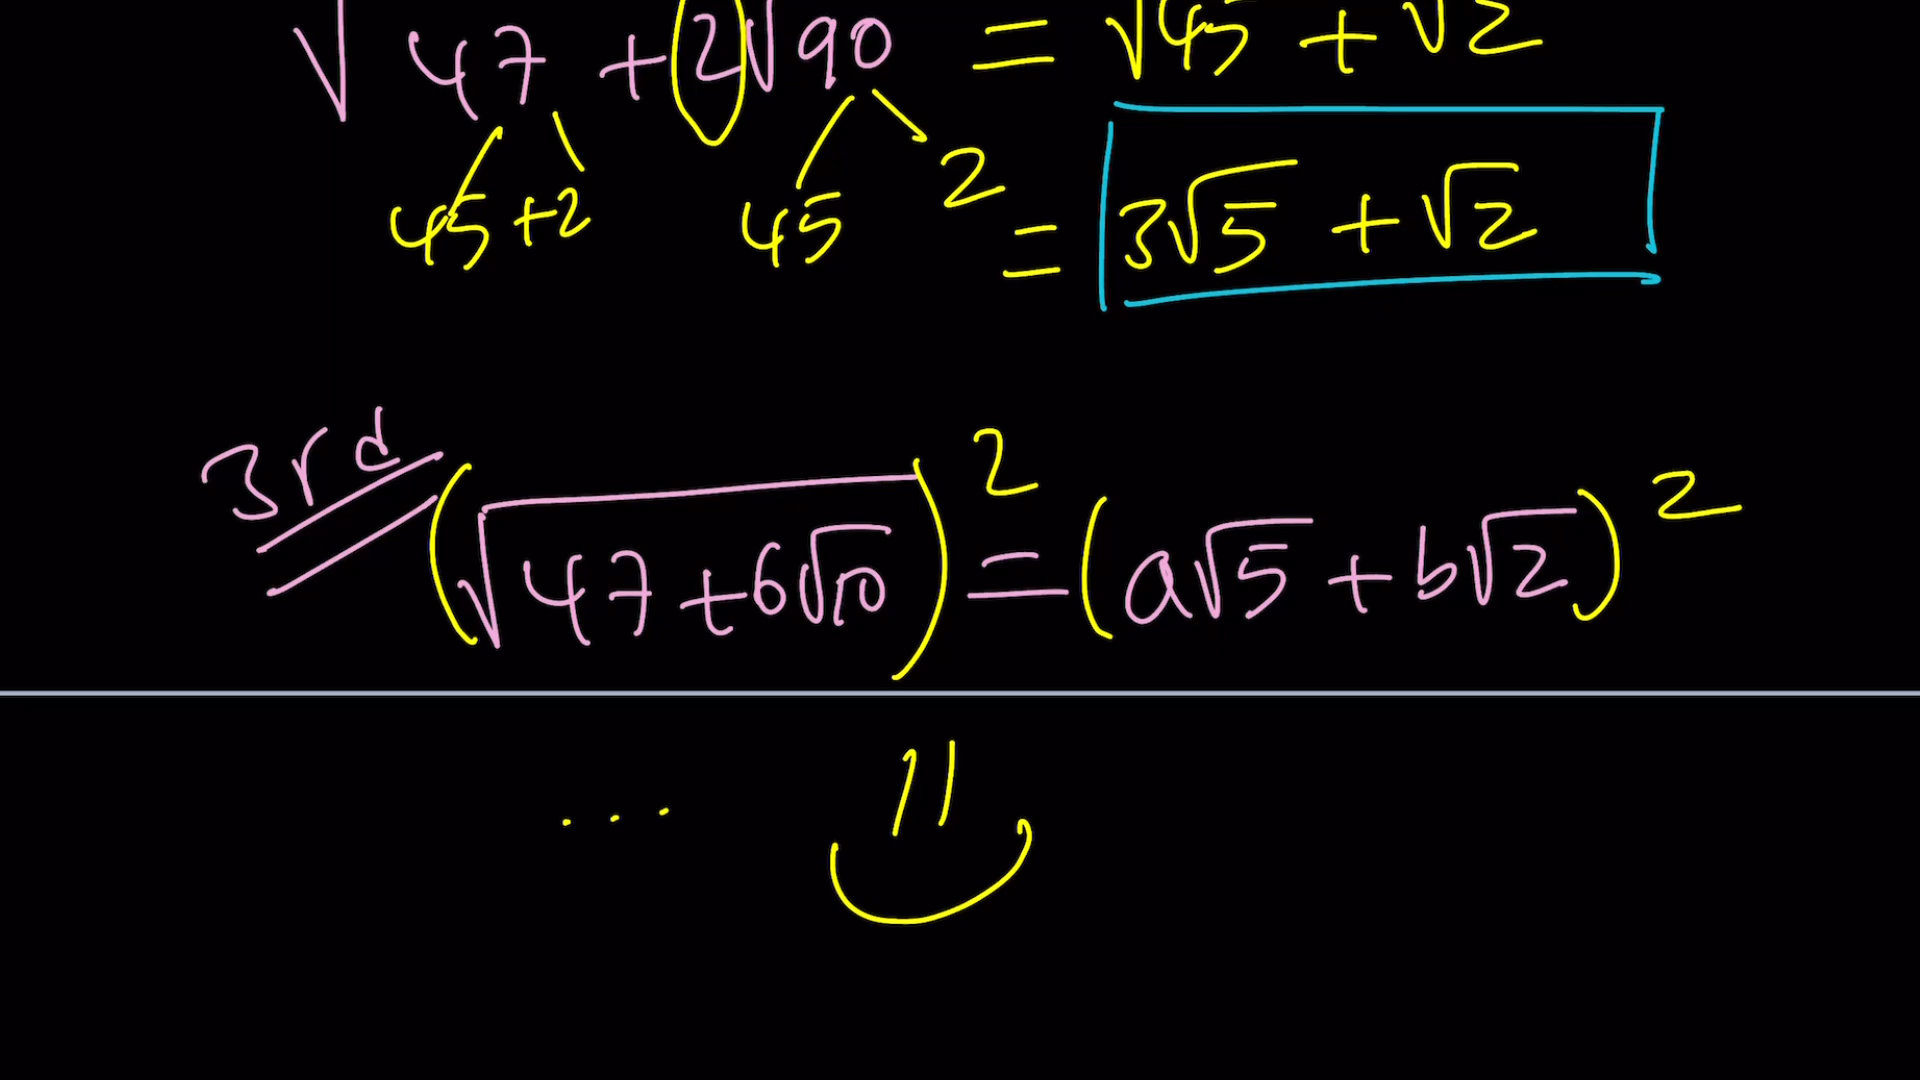 √47 + 2√90 = √45 + √2
45 + 2 45 2
= 3√5 + √2
3rd (√(47 + 6√10))² = (a√5 + b√2)²
...